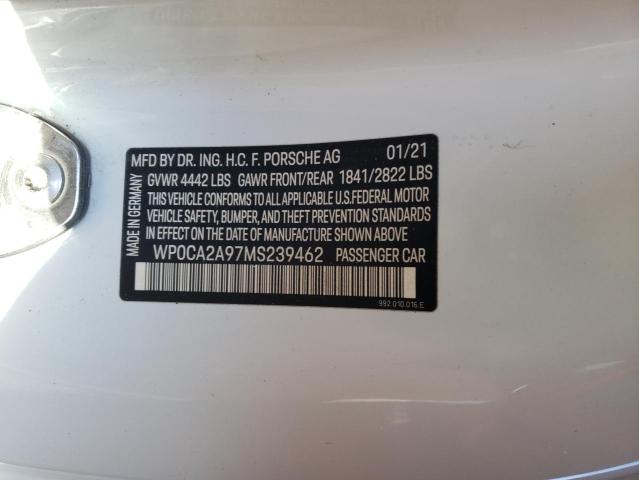 MFD BY DR. ING. H.C. F. PORSCHE AG 01/21
GVWR 4442 LBS GAWR FRONT/REAR 1841/2822 LBS
THIS VEHICLE CONFORMS TO ALL APPLICABLE U.S.FEDERAL MOTOR
VEHICLE SAFETY, BUMPER, AND THEFT PREVENTION STANDARDS
IN EFFECT ON THE DATE OF MANUFACTURE SHOWN ABOVE.
WP0CA2A97MS239462 PASSENGER CAR
992.010.016.E
MADE IN GERMANY